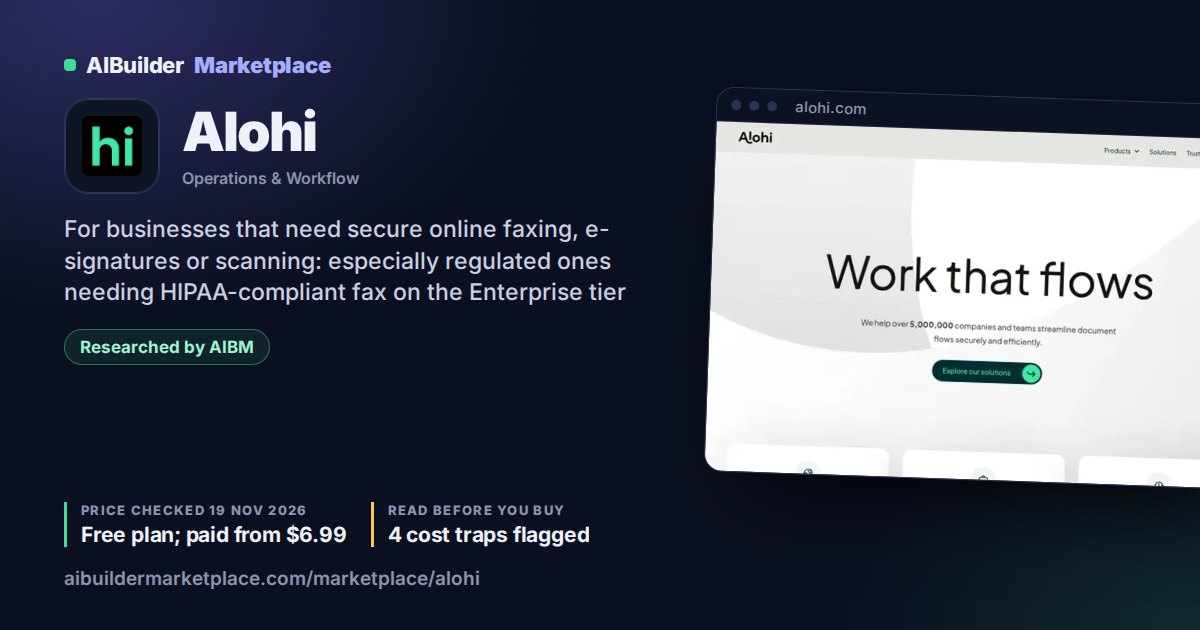 AIBuilder Marketplace
hi
Alohi
Operations & Workflow
For businesses that need secure online faxing, e-
signatures or scanning: especially regulated ones
needing HIPAA-compliant fax on the Enterprise tier
Researched by AIBM
PRICE CHECKED 19 NOV 2026
Free plan; paid from $6.99
READ BEFORE YOU BUY
4 cost traps flagged
aibuildermarketplace.com/marketplace/alohi
alohi.com
Alohi
Products
Solutions
Trust
Work that flows
We help over 5,000,000 companies and teams streamline document
flows securely and efficiently.
Explore our solutions